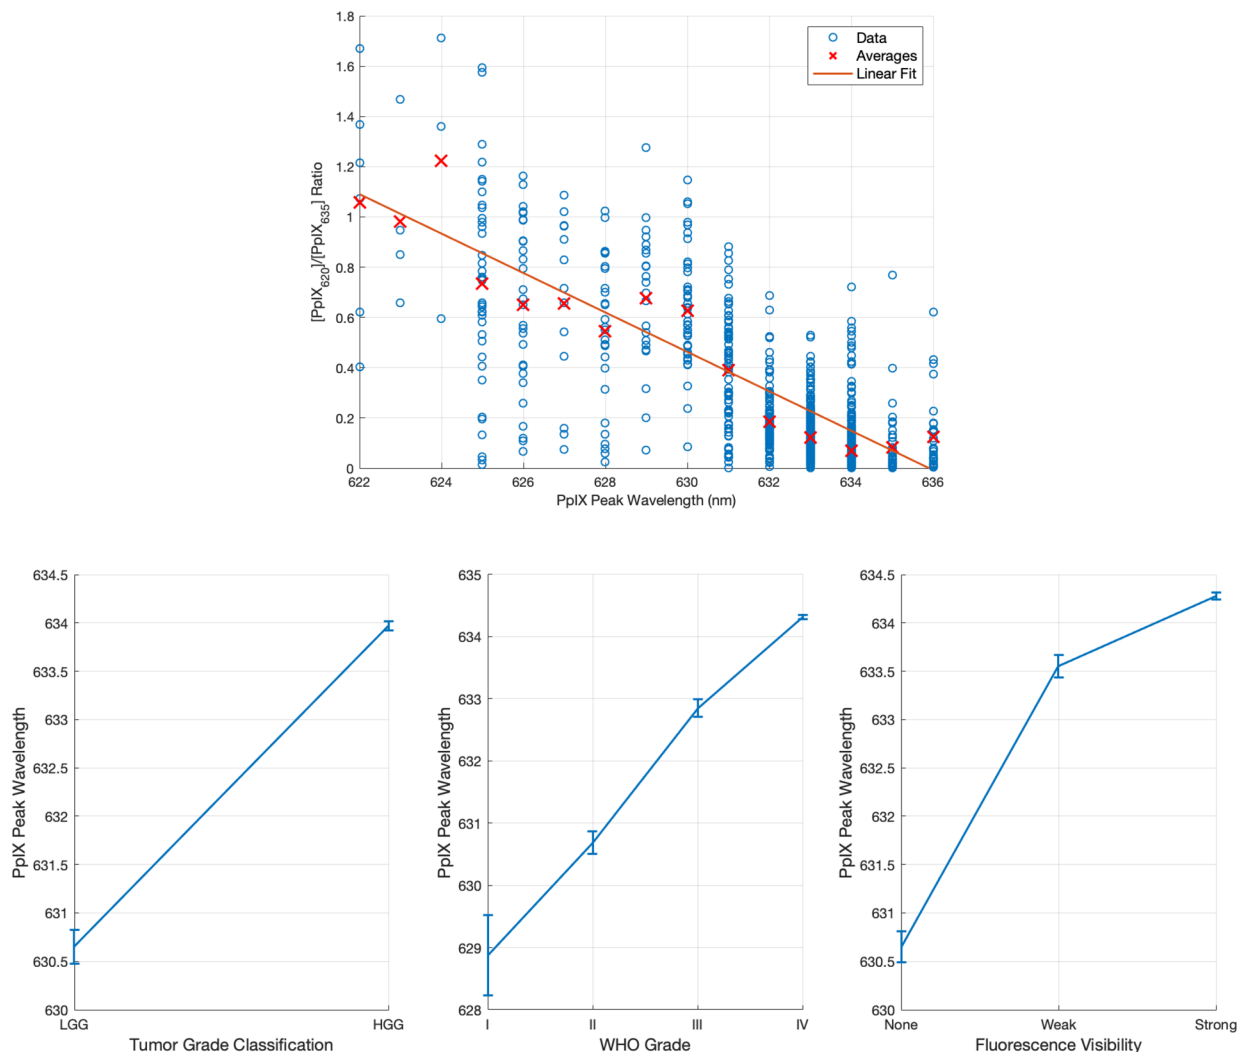 1.8
1.6
1.4
1.2
1
0.8
0.6
0.4
0.2
0
[PpIX620]/[PpIX635] Ratio
Data
Averages
Linear Fit
622 624 626 628 630 632 634 636
PpIX Peak Wavelength (nm)
634.5
634
633.5
633
632.5
632
631.5
631
630.5
630
PpIX Peak Wavelength
LGG HGG
Tumor Grade Classification
635
634
633
632
631
630
629
628
PpIX Peak Wavelength
I II III IV
WHO Grade
634.5
634
633.5
633
632.5
632
631.5
631
630.5
630
PpIX Peak Wavelength
None Weak Strong
Fluorescence Visibility